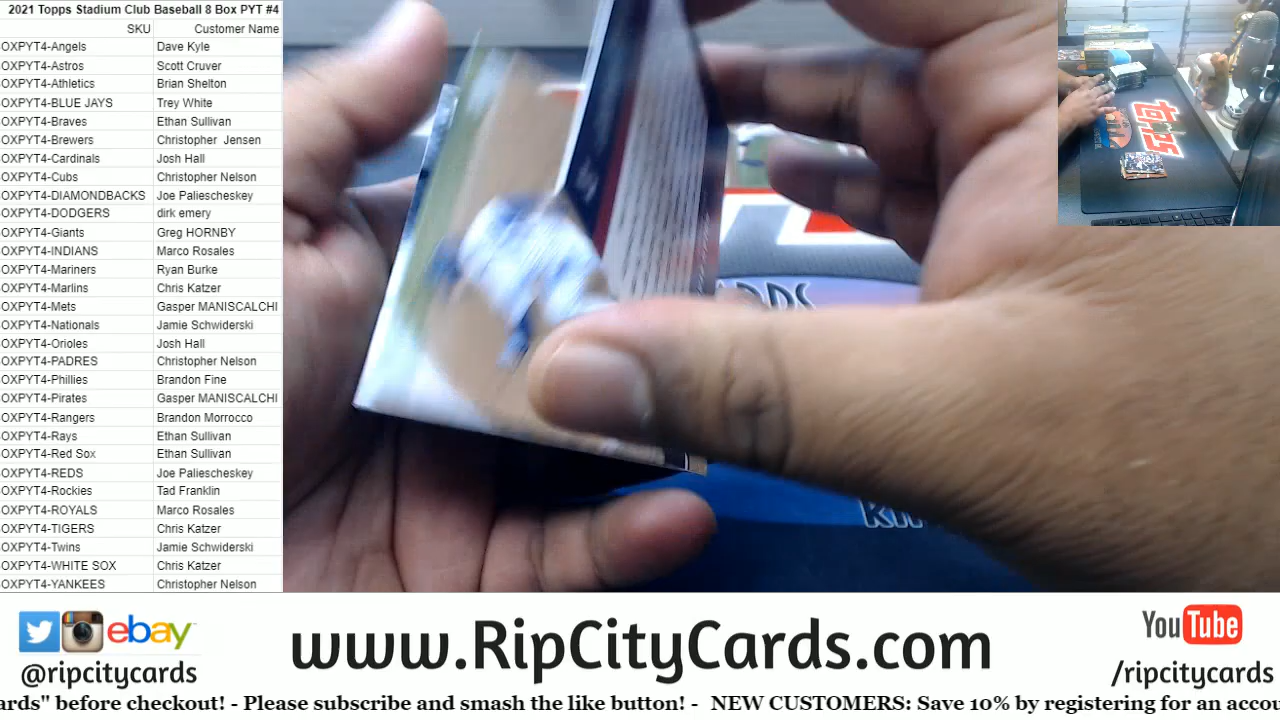 2021 Topps Stadium Club Baseball 8 Box PYT #4
SKU Customer Name
OXPYT4-Angels Dave Kyle
OXPYT4-Astros Scott Cruver
OXPYT4-Athletics Brian Shelton
OXPYT4-BLUE JAYS Trey White
OXPYT4-Braves Ethan Sullivan
OXPYT4-Brewers Christopher Jensen
OXPYT4-Cardinals Josh Hall
OXPYT4-Cubs Christopher Nelson
OXPYT4-DIAMONDBACKS Joe Paliescheskey
OXPYT4-DODGERS dirk emery
OXPYT4-Giants Greg HORNBY
OXPYT4-INDIANS Marco Rosales
OXPYT4-Mariners Ryan Burke
OXPYT4-Marlins Chris Katzer
OXPYT4-Mets Gasper MANISCALCHI
OXPYT4-Nationals Jamie Schwiderski
OXPYT4-Orioles Josh Hall
OXPYT4-PADRES Christopher Nelson
OXPYT4-Phillies Brandon Fine
OXPYT4-Pirates Gasper MANISCALCHI
OXPYT4-Rangers Brandon Morrocco
OXPYT4-Rays Ethan Sullivan
OXPYT4-Red Sox Ethan Sullivan
OXPYT4-REDS Joe Paliescheskey
OXPYT4-Rockies Tad Franklin
OXPYT4-ROYALS Marco Rosales
OXPYT4-TIGERS Chris Katzer
OXPYT4-Twins Jamie Schwiderski
OXPYT4-WHITE SOX Chris Katzer
OXPYT4-YANKEES Christopher Nelson
topps
ebay
@ripcitycards
www.RipCityCards.com
YouTube
/ripcitycards
ards" before checkout! - Please subscribe and smash the like button! - NEW CUSTOMERS: Save 10% by registering for an accou